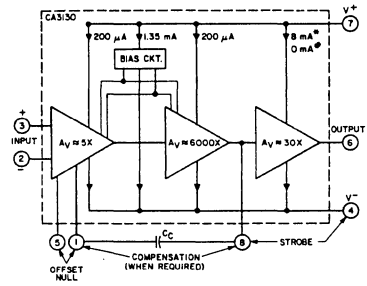 CA3130
V+
7
200 µA
1.35 mA
200 µA
8 mA*
0 mA#
BIAS CKT.
+
3
INPUT
2
−
AV ≈ 5X
AV ≈ 6000X
AV ≈ 30X
OUTPUT
6
V−
4
5
1
CC
8
STROBE
OFFSET
NULL
COMPENSATION
(WHEN REQUIRED)